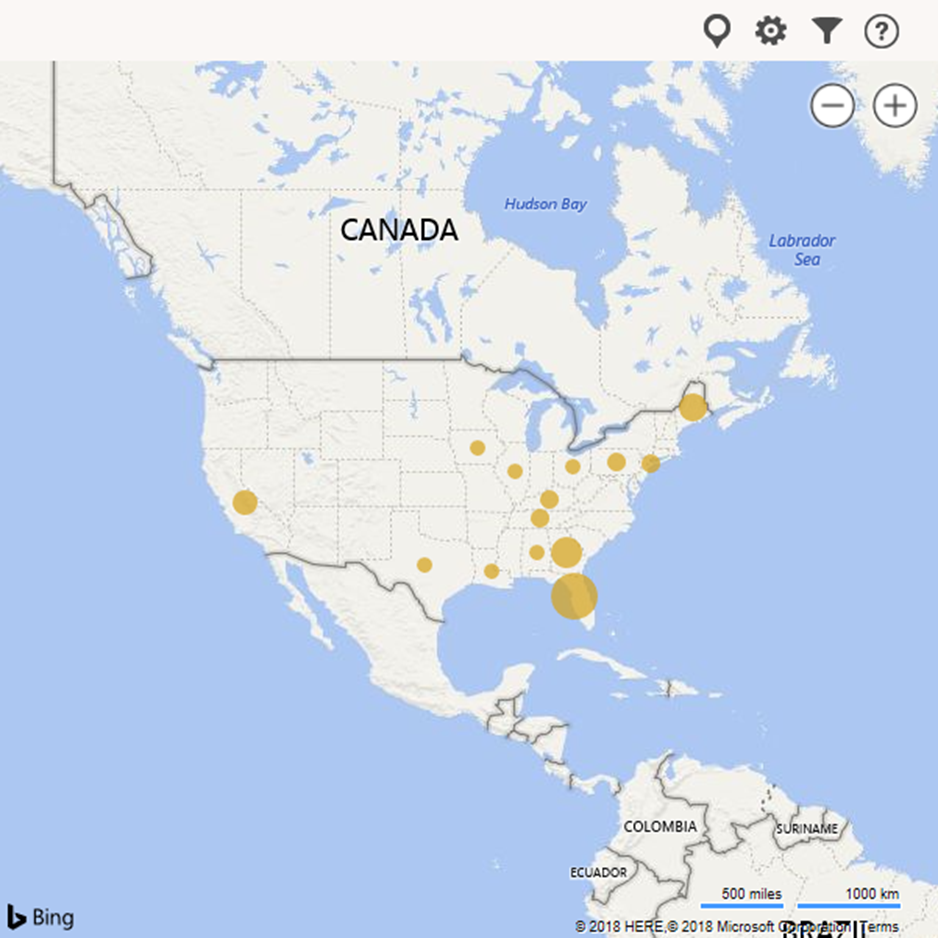 Hudson Bay
CANADA
Labrador
Sea
COLOMBIA
SURINAME
ECUADOR
500 miles
1000 km
Bing
© 2018 HERE,© 2018 Microsoft Corporation Terms
BRAZIL